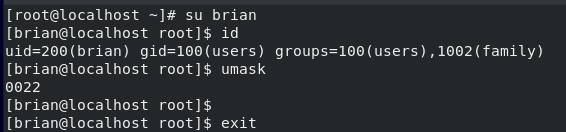 [root@localhost ~]# su brian
[brian@localhost root]$ id
uid=200(brian) gid=100(users) groups=100(users),1002(family)
[brian@localhost root]$ umask
0022
[brian@localhost root]$
[brian@localhost root]$ exit